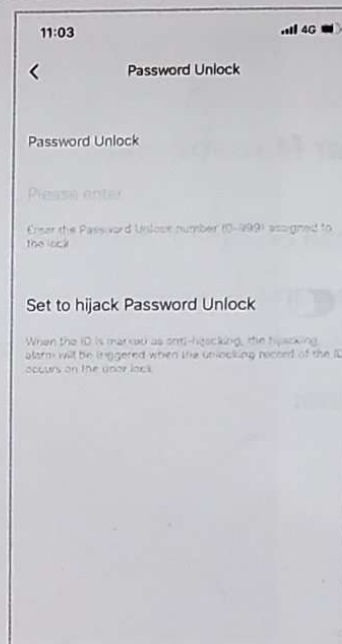 11:03
4G
Password Unlock
Password Unlock
Please enter
Enter the Password Unlock number (0-999) assigned to
the lock
Set to hijack Password Unlock
When the ID is marked as anti-hijacking, the hijacking
alarm will be triggered when the unlocking record of the ID
occurs on the door lock